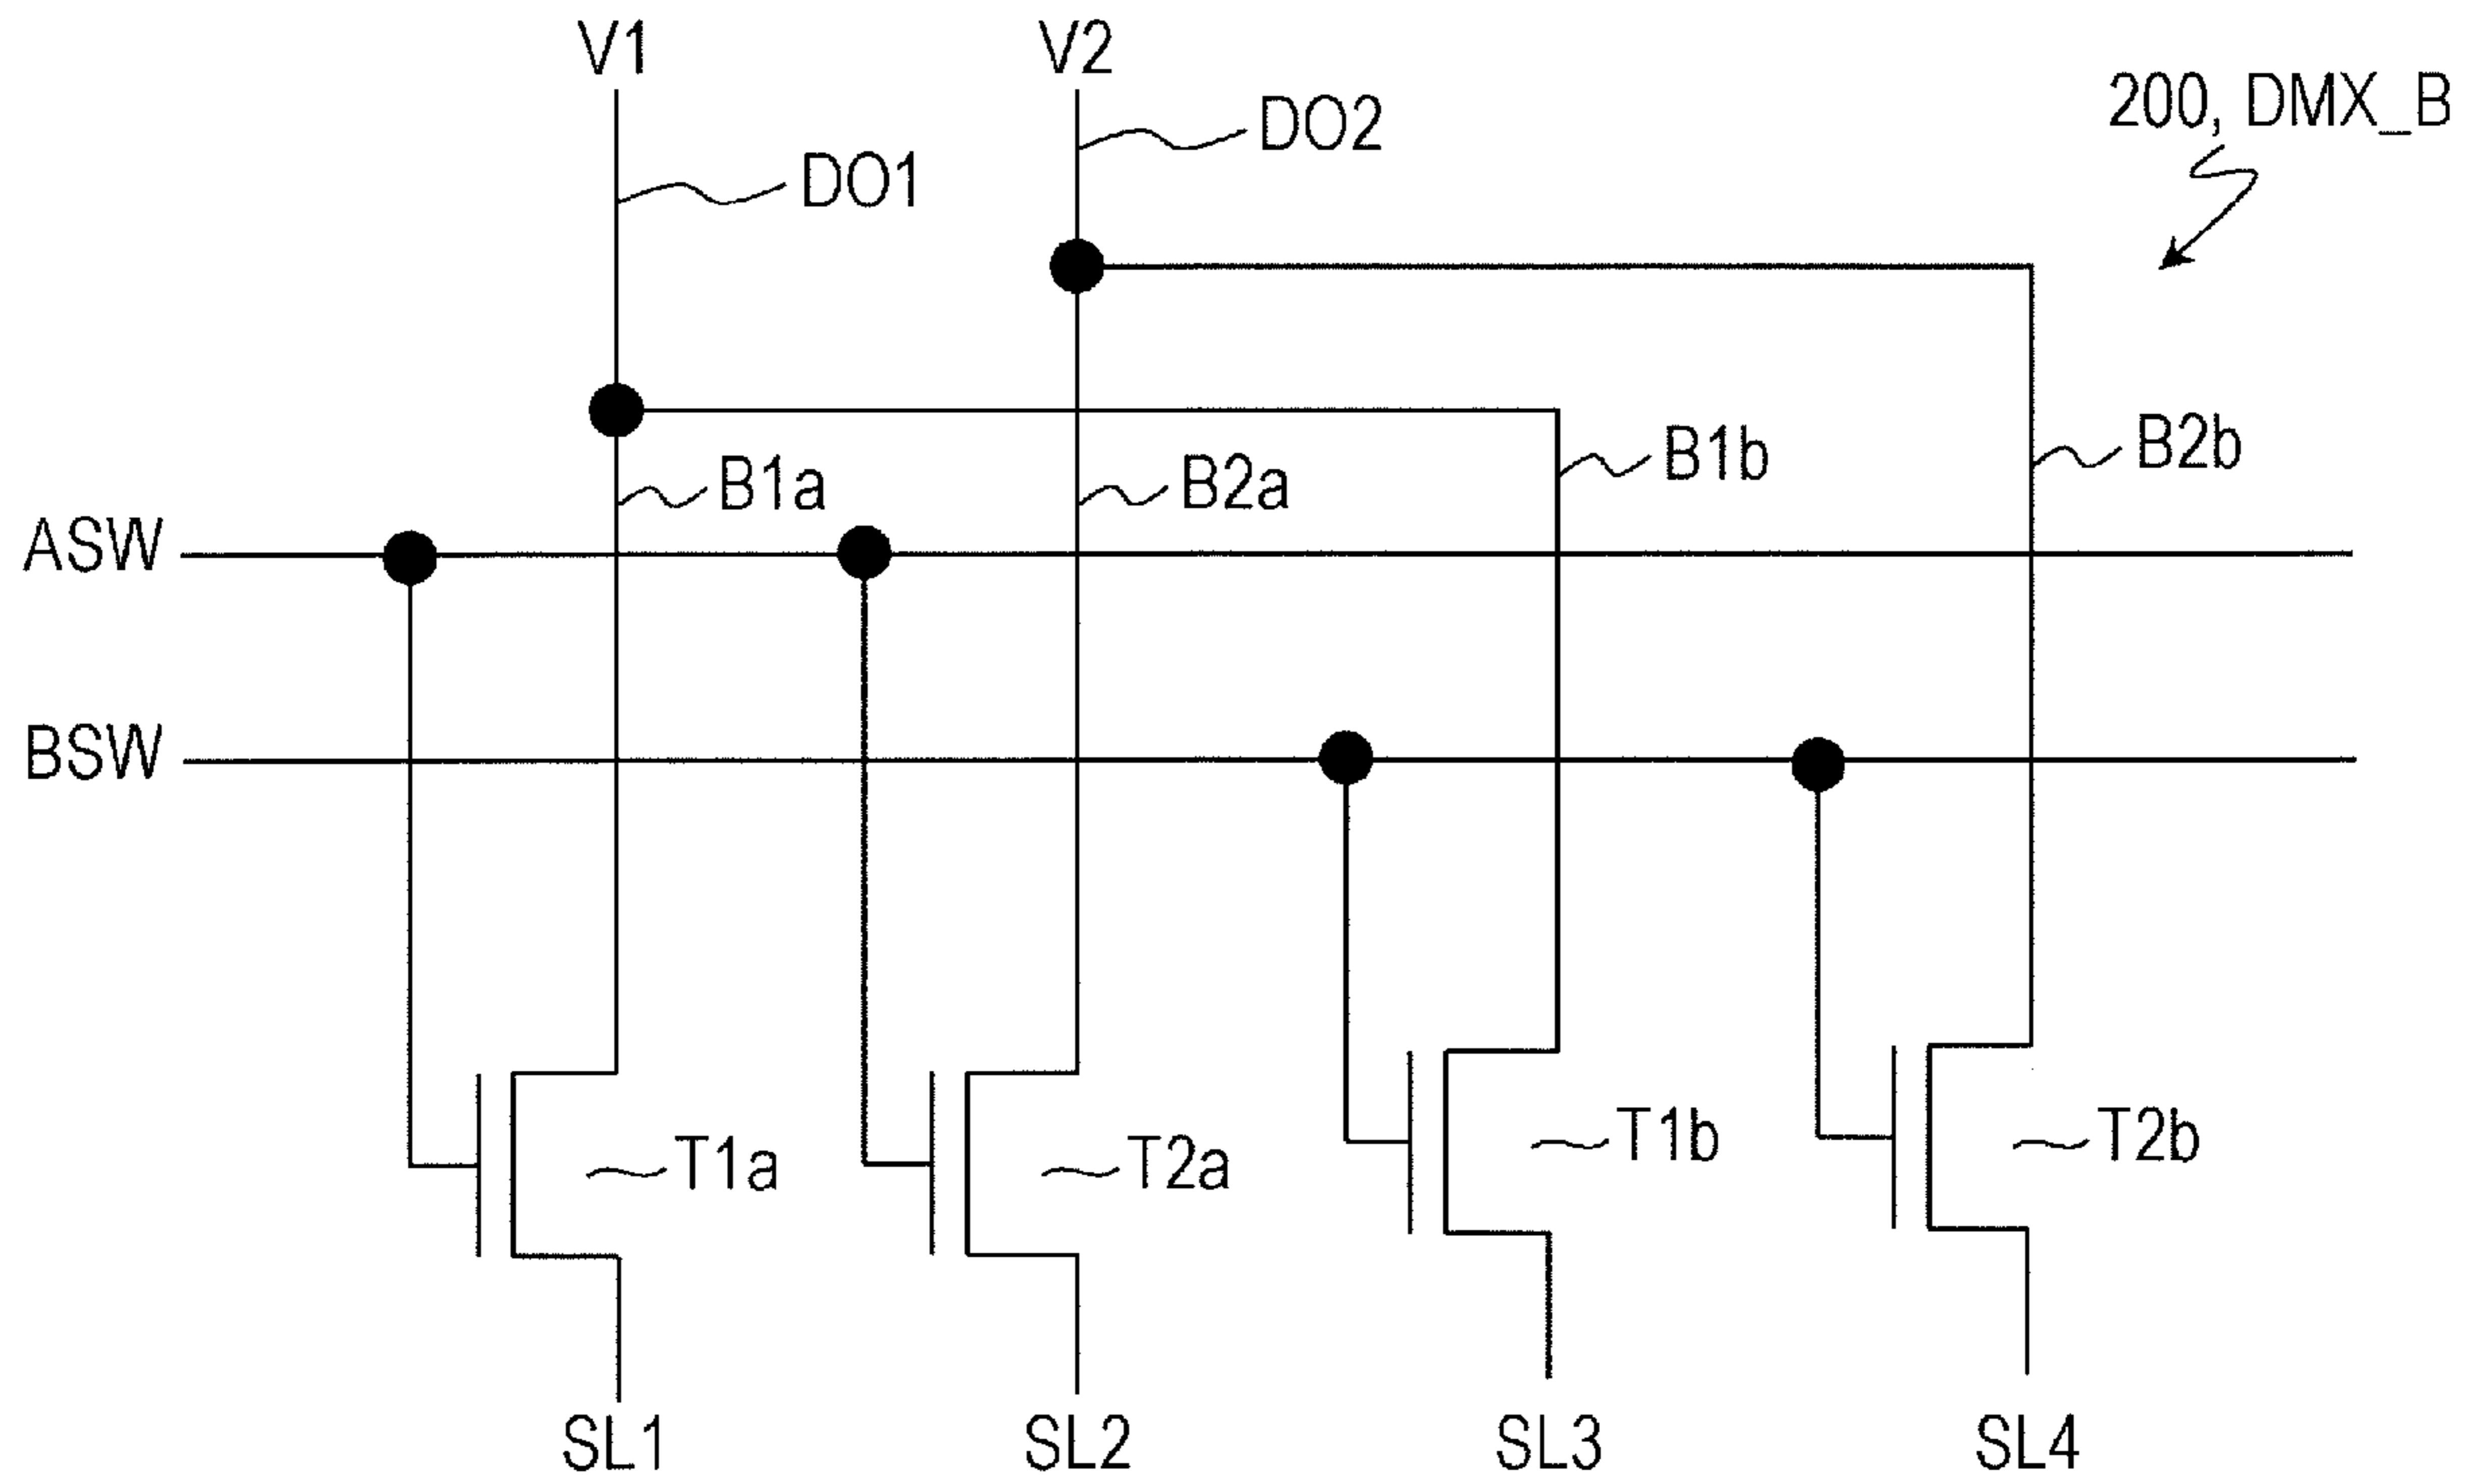 V1
V2
200, DMX_B
DO2
DO1
B1b
B2b
B1a
B2a
ASW
BSW
T1a
T2a
T1b
T2b
SL1
SL2
SL3
SL4